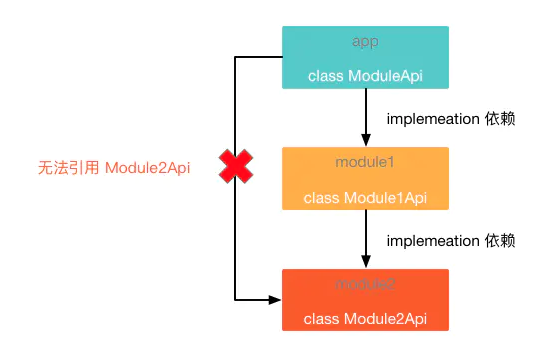 app
class ModuleApi
implemeation 依赖
无法引用 Module2Api
module1
class Module1Api
implemeation 依赖
module2
class Module2Api